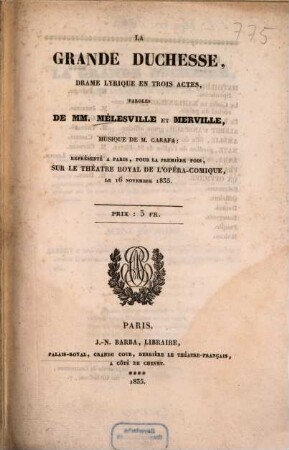 775
LA
GRANDE DUCHESSE,
DRAME LYRIQUE EN TROIS ACTES,
PAROLES
DE MM. MÉLESVILLE ET MERVILLE,
MUSIQUE DE M. CARAFA;
REPRÉSENTÉ A PARIS, POUR LA PREMIÈRE FOIS,
SUR LE THÉATRE ROYAL DE L'OPÉRA-COMIQUE,
LE 16 NOVEMBRE 1835.
PRIX : 3 FR.
PARIS.
J.-N. BARBA, LIBRAIRE,
PALAIS-ROYAL, GRANDE COUR, DERRIÈRE LE THÉATRE-FRANÇAIS,
A CÔTÉ DE CHEVET.
****
1835.